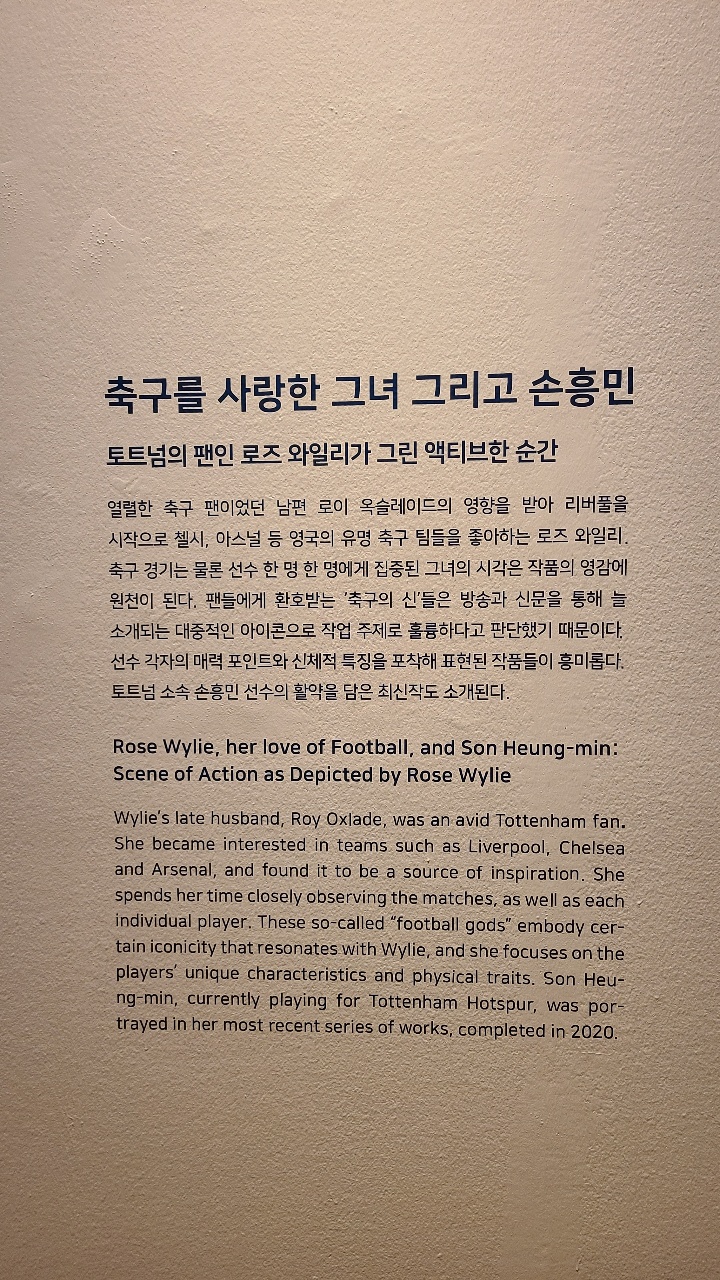 축구를 사랑한 그녀 그리고 손흥민
토트넘의 팬인 로즈 와일리가 그린 액티브한 순간
열렬한 축구 팬이었던 남편 로이 옥슬레이드의 영향을 받아 리버풀을
시작으로 첼시, 아스널 등 영국의 유명 축구 팀들을 좋아하는 로즈 와일리.
축구 경기는 물론 선수 한 명 한 명에게 집중된 그녀의 시각은 작품의 영감에
원천이 된다. 팬들에게 환호받는 '축구의 신'들은 방송과 신문을 통해 늘
소개되는 대중적인 아이콘으로 작업 주제로 훌륭하다고 판단했기 때문이다.
선수 각자의 매력 포인트와 신체적 특징을 포착해 표현된 작품들이 흥미롭다.
토트넘 소속 손흥민 선수의 활약을 담은 최신작도 소개된다.
Rose Wylie, her love of Football, and Son Heung-min:
Scene of Action as Depicted by Rose Wylie
Wylie's late husband, Roy Oxlade, was an avid Tottenham fan.
She became interested in teams such as Liverpool, Chelsea
and Arsenal, and found it to be a source of inspiration. She
spends her time closely observing the matches, as well as each
individual player. These so-called "football gods" embody cer-
tain iconicity that resonates with Wylie, and she focuses on the
players' unique characteristics and physical traits. Son Heu-
ng-min, currently playing for Tottenham Hotspur, was por-
trayed in her most recent series of works, completed in 2020.